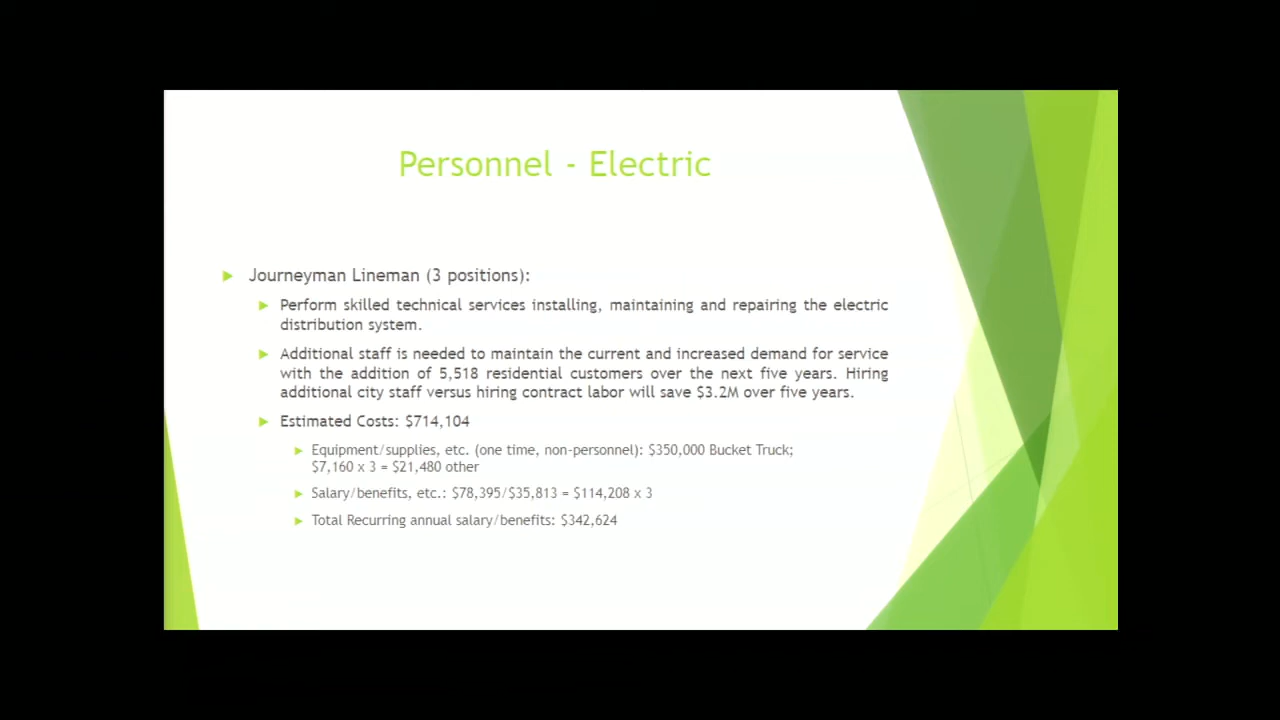 Personnel - Electric
Journeyman Lineman (3 positions):
Perform skilled technical services installing, maintaining and repairing the electric
distribution system.
Additional staff is needed to maintain the current and increased demand for service
with the addition of 5,518 residential customers over the next five years. Hiring
additional city staff versus hiring contract labor will save $3.2M over five years.
Estimated Costs: $714,104
Equipment/supplies, etc. (one time, non-personnel): $350,000 Bucket Truck;
$7,160 x 3 = $21,480 other
Salary/benefits, etc.: $78,395/$35,813 = $114,208 x 3
Total Recurring annual salary/benefits: $342,624